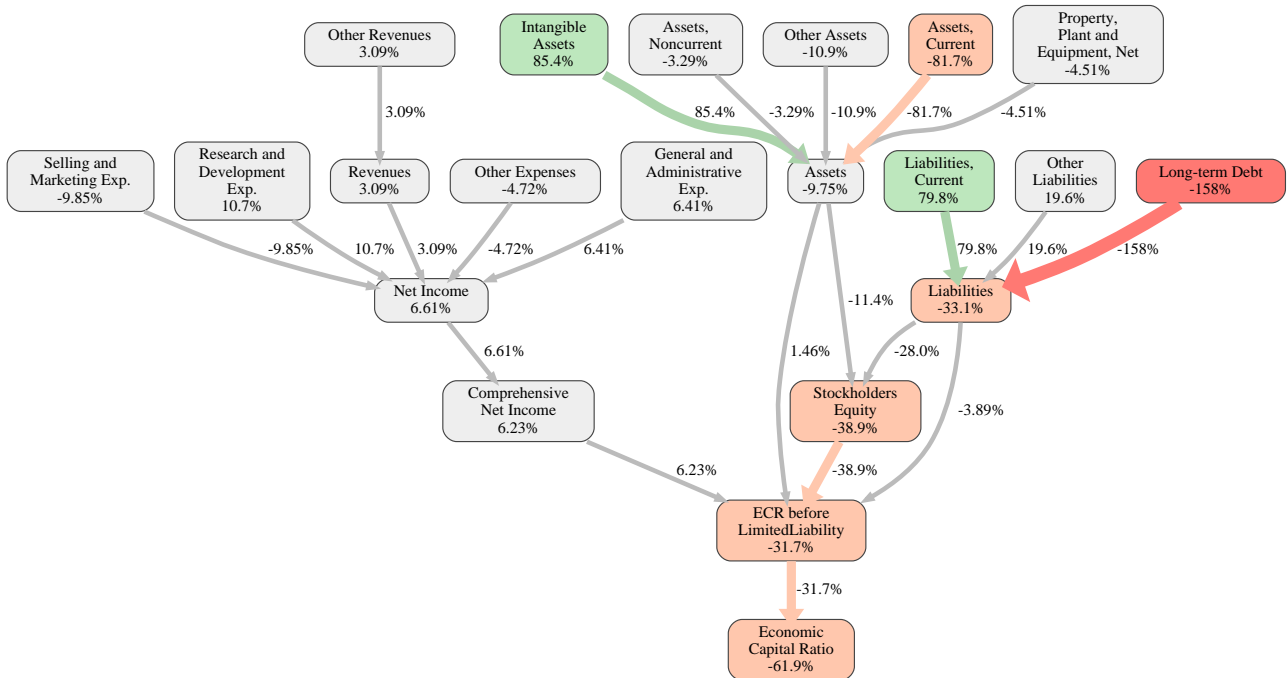 Other Revenues
3.09%
Intangible
Assets
85.4%
Assets,
Noncurrent
-3.29%
Other Assets
-10.9%
Assets,
Current
-81.7%
Property,
Plant and
Equipment, Net
-4.51%
3.09%
85.4%
-3.29%
-10.9%
-81.7%
-4.51%
Selling and
Marketing Exp.
-9.85%
Research and
Development
Exp.
10.7%
Revenues
3.09%
Other Expenses
-4.72%
General and
Administrative
Exp.
6.41%
Assets
-9.75%
Liabilities,
Current
79.8%
Other
Liabilities
19.6%
Long-term Debt
-158%
-9.85%
10.7%
3.09%
-4.72%
6.41%
79.8%
19.6%
-158%
Net Income
6.61%
Liabilities
-33.1%
-11.4%
6.61%
1.46%
-28.0%
Comprehensive
Net Income
6.23%
Stockholders
Equity
-38.9%
-3.89%
6.23%
-38.9%
ECR before
LimitedLiability
-31.7%
-31.7%
Economic
Capital Ratio
-61.9%